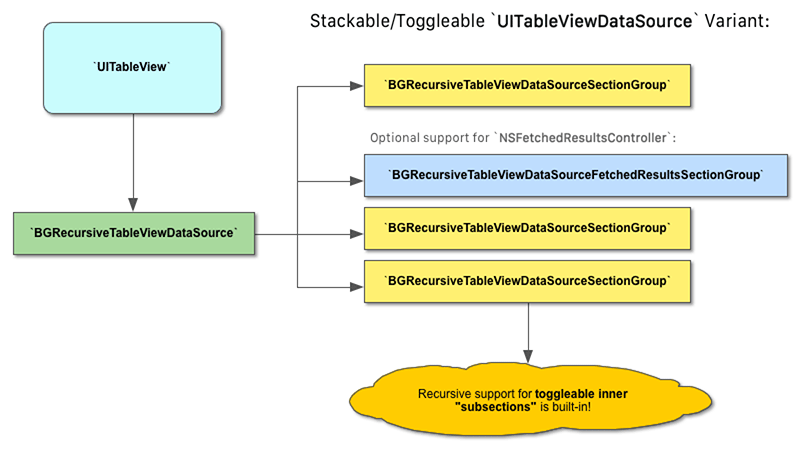 Stackable/Toggleable `UITableViewDataSource` Variant:
`UITableView`
`BGRecursiveTableViewDataSourceSectionGroup`
Optional support for `NSFetchedResultsController`:
`BGRecursiveTableViewDataSourceFetchedResultsSectionGroup`
`BGRecursiveTableViewDataSource`
`BGRecursiveTableViewDataSourceSectionGroup`
`BGRecursiveTableViewDataSourceSectionGroup`
Recursive support for toggleable inner
"subsections" is built-in!